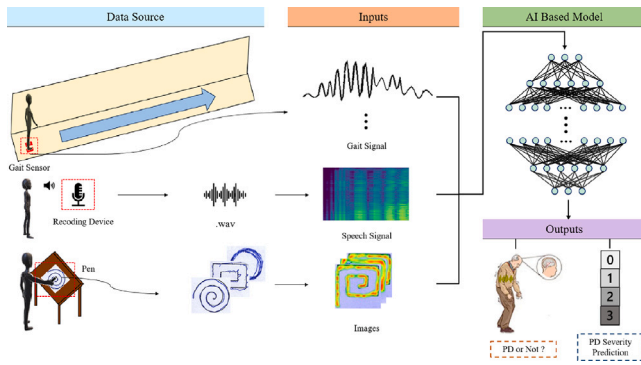 Data Source
Inputs
AI Based Model
Gait Sensor
Gait Signal
Recoding Device
.wav
Speech Signal
Pen
Images
Outputs
0
1
2
3
PD or Not ?
PD Severity
Prediction